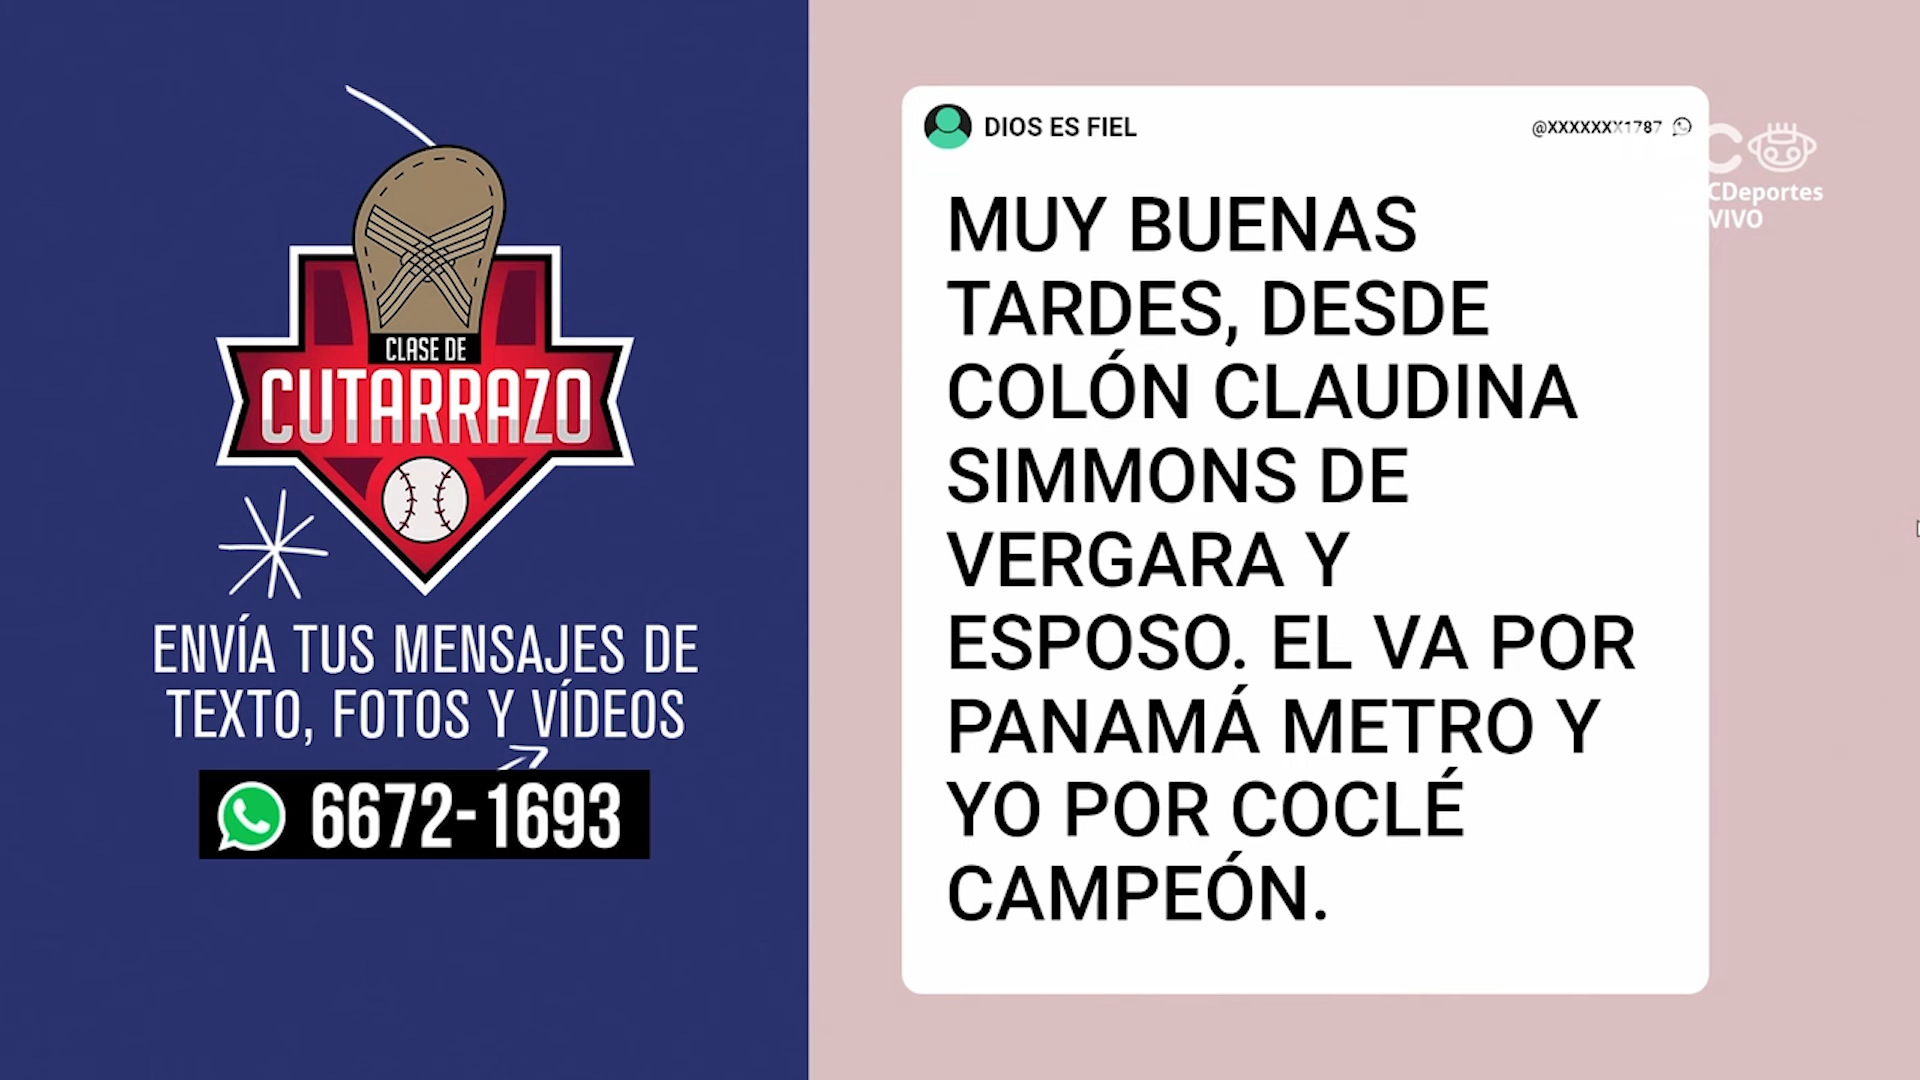 CLASE DE
CUTARRAZO
ENVÍA TUS MENSAJES DE
TEXTO, FOTOS Y VÍDEOS
6672-1693
DIOS ES FIEL
@XXXXXXX1787
MUY BUENAS
TARDES, DESDE
COLÓN CLAUDINA
SIMMONS DE
VERGARA Y
ESPOSO. EL VA POR
PANAMÁ METRO Y
YO POR COCLÉ
CAMPEÓN.
C
CDeportes
VIVO